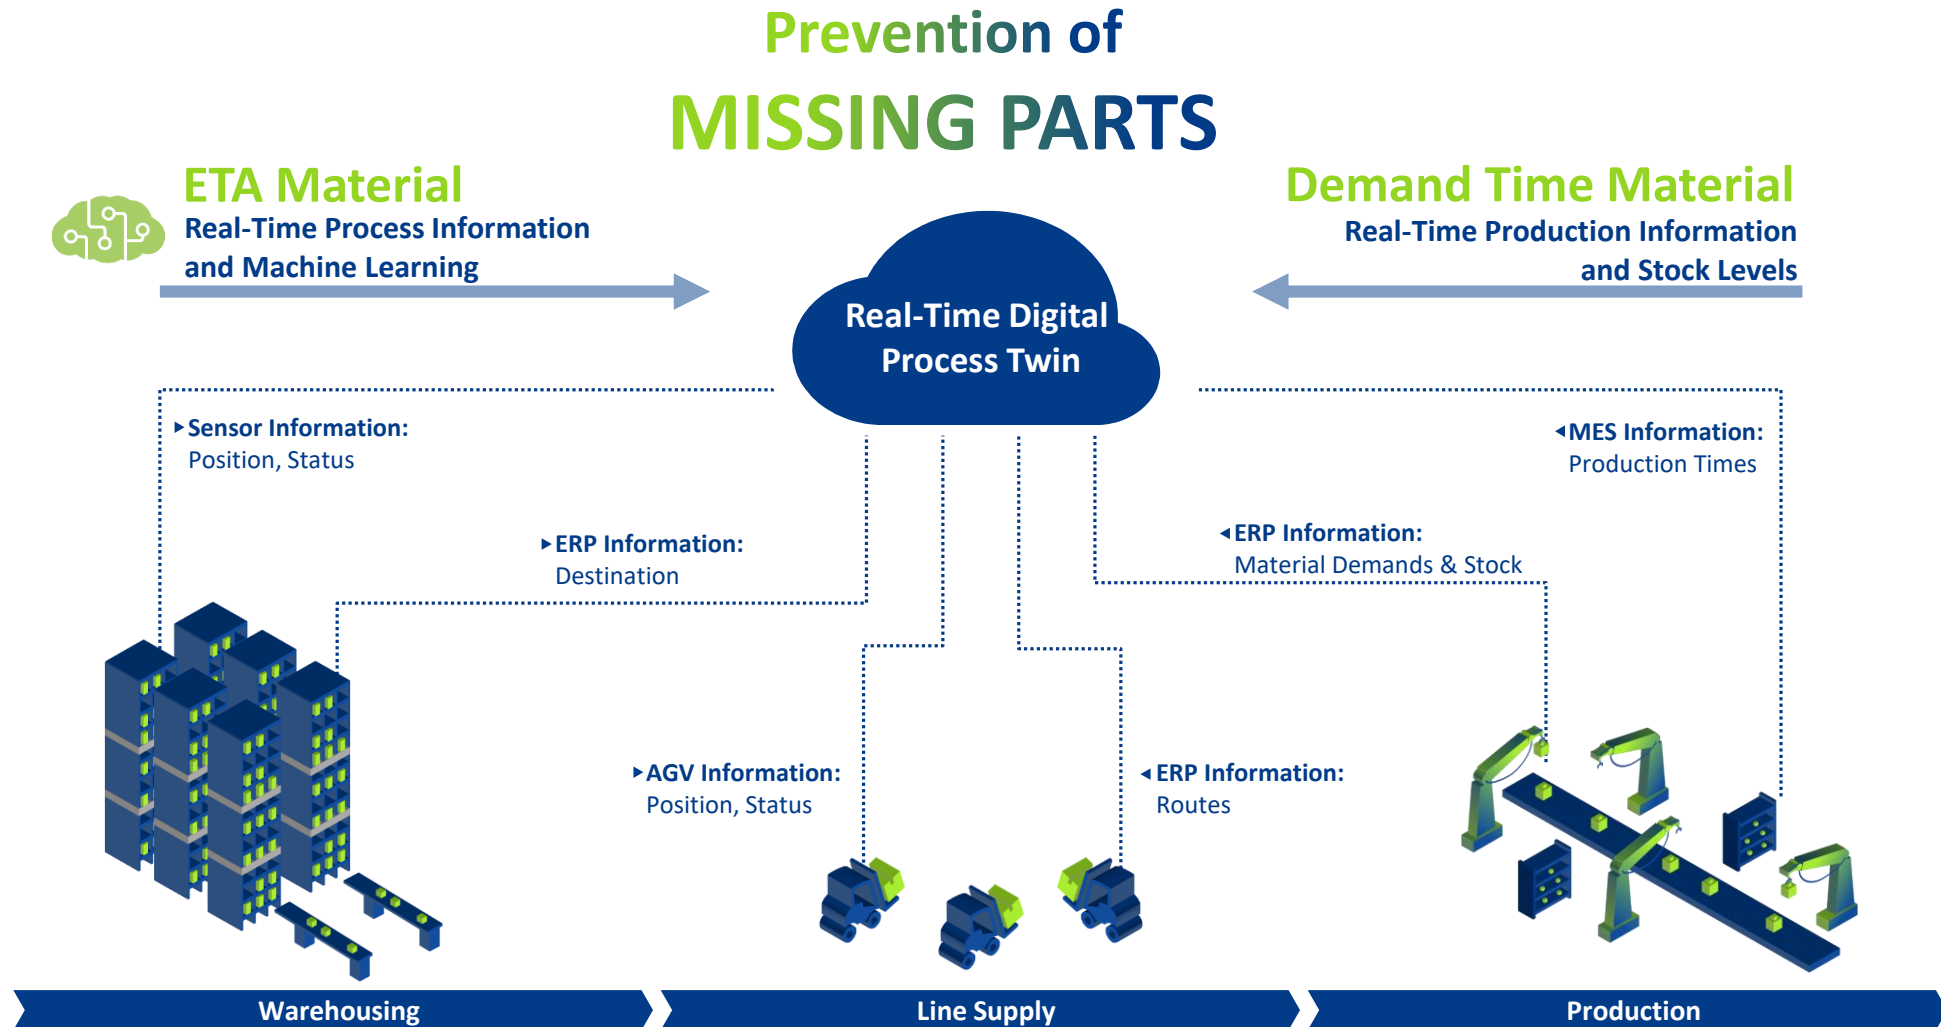 Prevention of
MISSING PARTS
ETA Material
Real-Time Process Information
and Machine Learning
Demand Time Material
Real-Time Production Information
and Stock Levels
Real-Time Digital
Process Twin
Sensor Information:
Position, Status
MES Information:
Production Times
ERP Information:
Destination
ERP Information:
Material Demands & Stock
AGV Information:
Position, Status
ERP Information:
Routes
Warehousing
Line Supply
Production